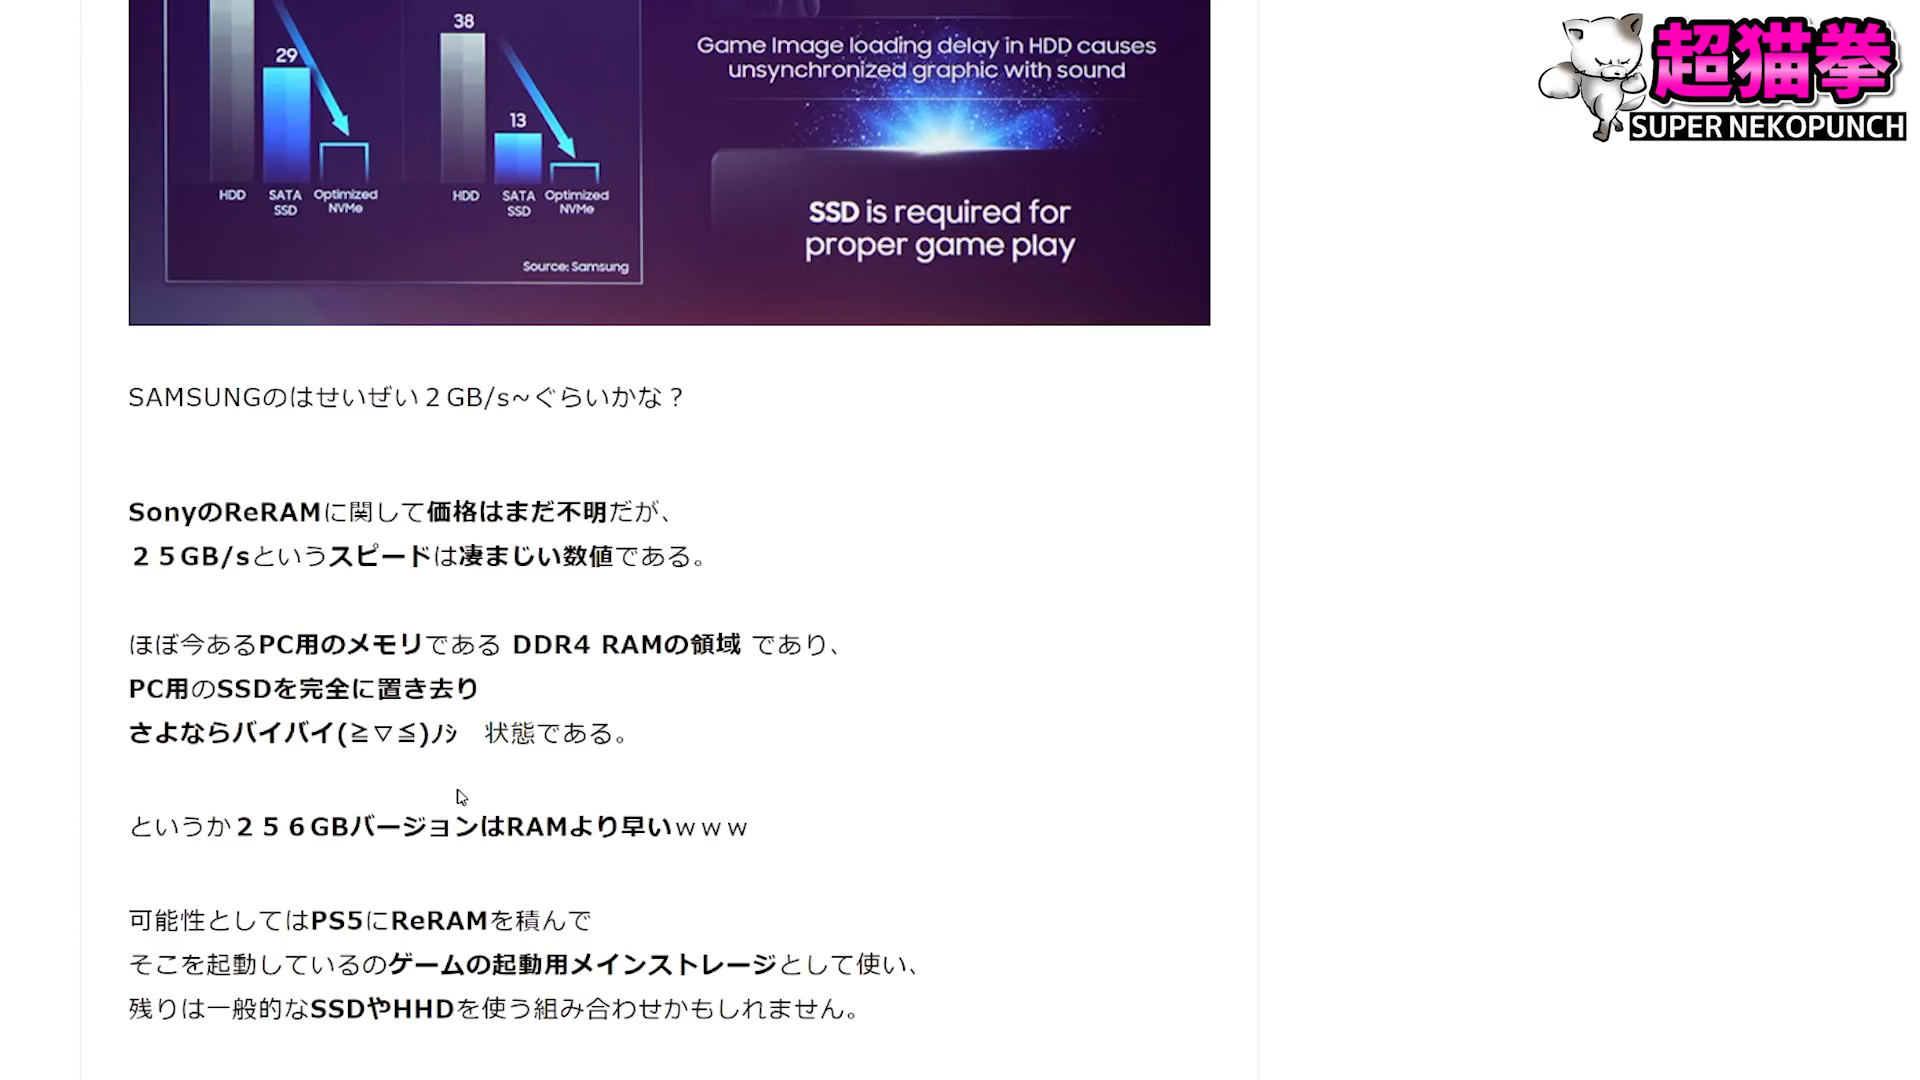 超猫拳
SUPER NEKOPUNCH
38
29
13
HDD
SATA SSD
Optimized NVMe
HDD
SATA SSD
Optimized NVMe
Source: Samsung
Game Image loading delay in HDD causes
unsynchronized graphic with sound
SSD is required for
proper game play
SAMSUNGのはせいぜい２GB/s~ぐらいかな？
SonyのReRAMに関して価格はまだ不明だが、
２５GB/sというスピードは凄まじい数値である。
ほぼ今あるPC用のメモリである DDR4 RAMの領域 であり、
PC用のSSDを完全に置き去り
さよならバイバイ(≧▽≦)ﾉｼ　状態である。
というか２５６GBバージョンはRAMより早いｗｗｗ
可能性としてはPS5にReRAMを積んで
そこを起動しているのゲームの起動用メインストレージとして使い、
残りは一般的なSSDやHHDを使う組み合わせかもしれません。